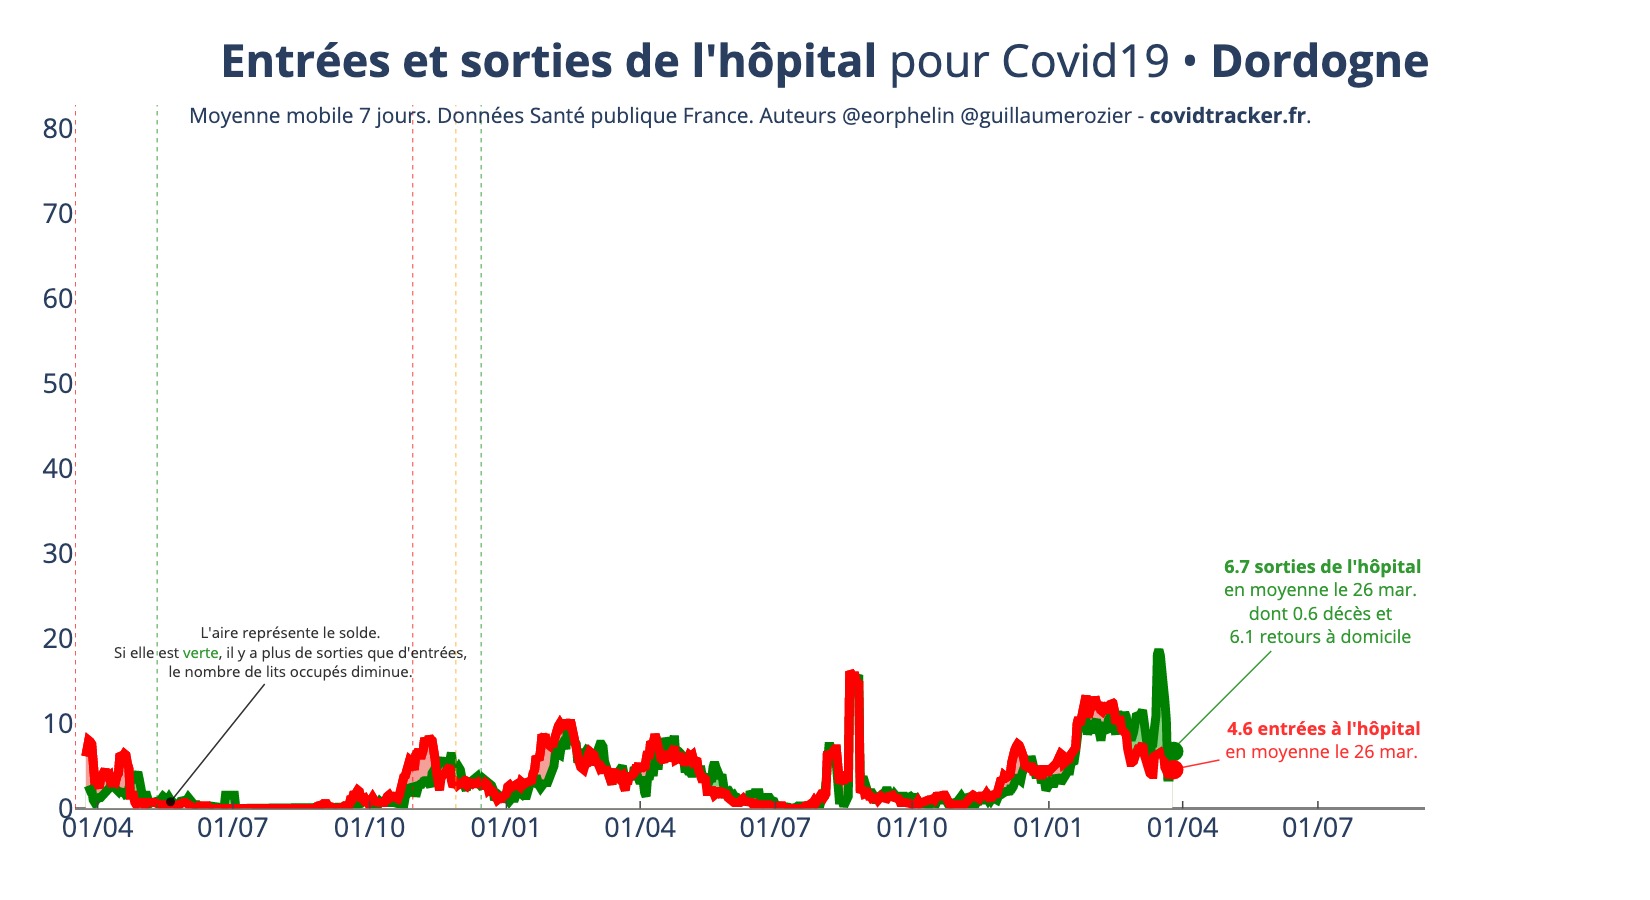 Entrées et sorties de l'hôpital pour Covid19 • Dordogne
Moyenne mobile 7 jours. Données Santé publique France. Auteurs @eorphelin @guillaumerozier - covidtracker.fr.
80
70
60
50
40
30
20
10
0
6.7 sorties de l'hôpital
en moyenne le 26 mar.
dont 0.6 décès et
6.1 retours à domicile
L'aire représente le solde.
Si elle est verte, il y a plus de sorties que d'entrées,
le nombre de lits occupés diminue.
4.6 entrées à l'hôpital
en moyenne le 26 mar.
01/04 01/07 01/10 01/01 01/04 01/07 01/10 01/01 01/04 01/07